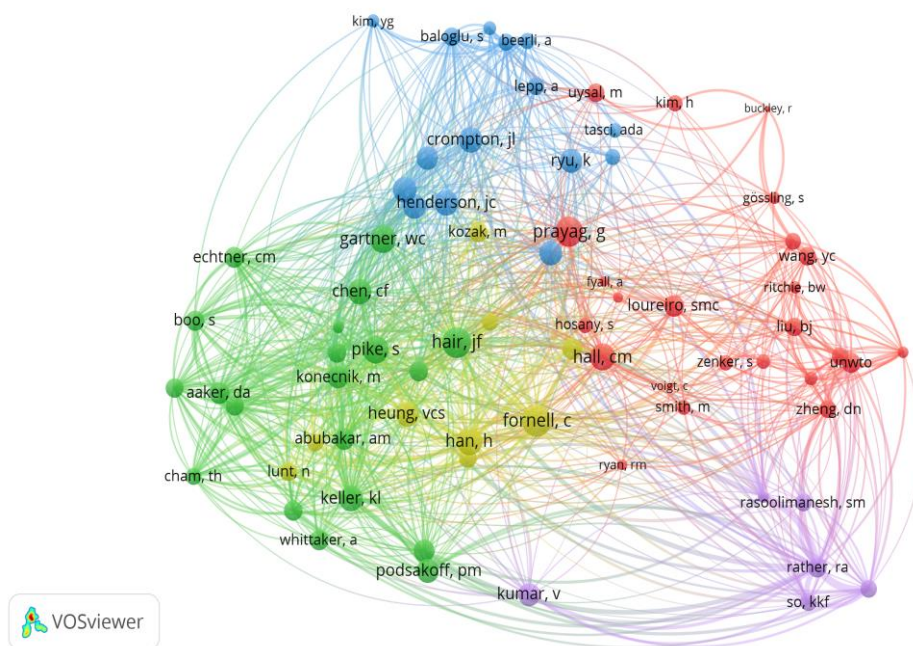 kim, yg
baloglu, s
beerli, a
lepp, a
uysal, m
kim, h
buckley, r
crompton, jl
tasci, ada
ryu, k
henderson, jc
gössling, s
gartner, wc
kozak, m
prayag, g
echtner, cm
wang, yc
chen, cf
fyall, a
ritchie, bw
loureiro, smc
boo, s
hosany, s
liu, bj
hair, jf
pike, s
hall, cm
zenker, s
unwto
konecnik, m
aaker, da
voigt, c
smith, m
zheng, dn
heung, vcs
fornell, c
abubakar, am
han, h
cham, th
lunt, n
ryan, rm
keller, kl
rasoolimanesh, sm
whittaker, a
podsakoff, pm
rather, ra
kumar, v
so, kkf
VOSviewer